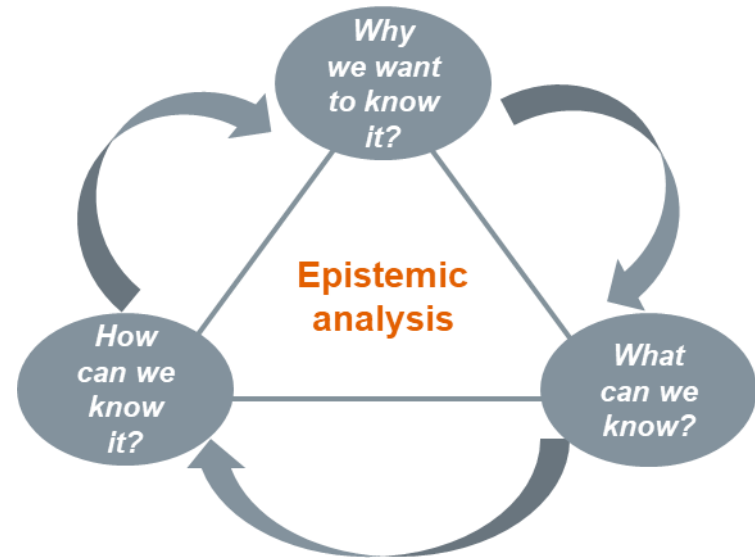 Why
we want
to know
it?
Epistemic
analysis
How
can we
know
it?
What
can we
know?